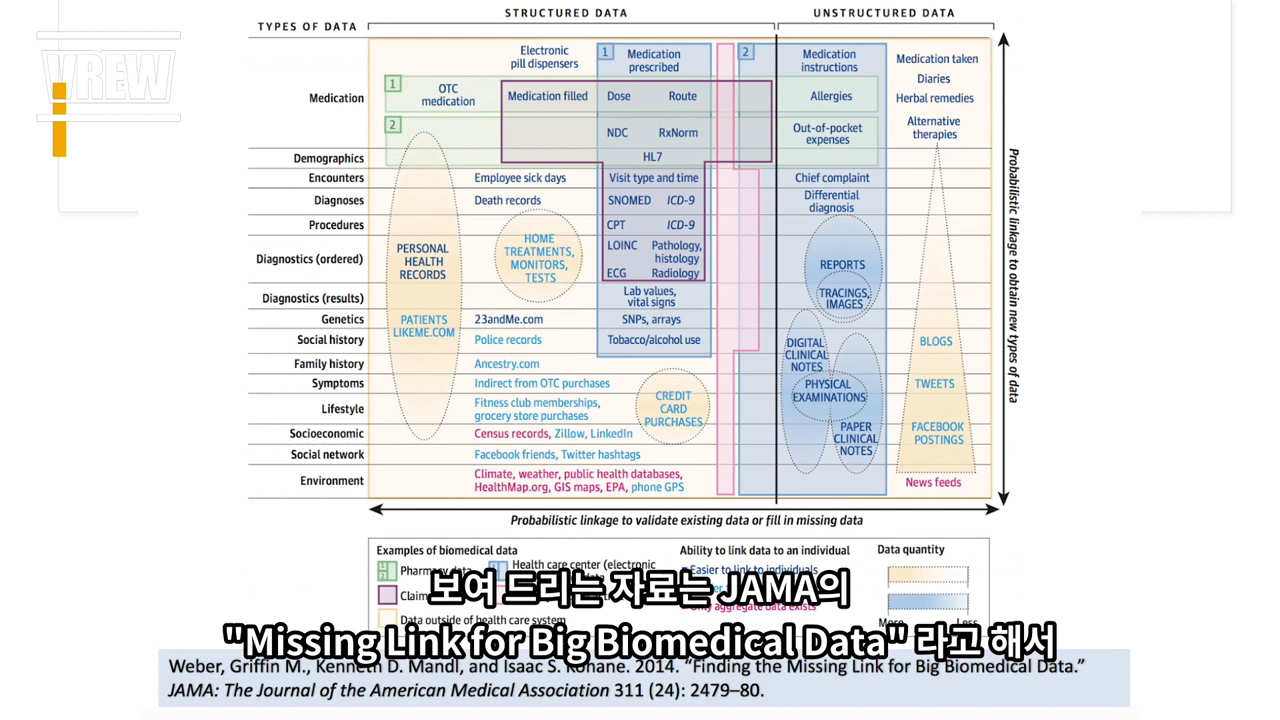 VREW
STRUCTURED DATA
UNSTRUCTURED DATA
TYPES OF DATA
Medication
Demographics
Encounters
Diagnoses
Procedures
Diagnostics (ordered)
Diagnostics (results)
Genetics
Social history
Family history
Symptoms
Lifestyle
Socioeconomic
Social network
Environment
1
OTC
medication
2
PERSONAL
HEALTH
RECORDS
PATIENTS
LIKEME.COM
Electronic
pill dispensers
Medication filled
Employee sick days
Death records
HOME
TREATMENTS,
MONITORS,
TESTS
23andMe.com
Police records
Ancestry.com
Indirect from OTC purchases
Fitness club memberships,
grocery store purchases
Census records, Zillow, LinkedIn
Facebook friends, Twitter hashtags
Climate, weather, public health databases,
HealthMap.org, GIS maps, EPA, phone GPS
CREDIT
CARD
PURCHASES
1
Medication
prescribed
Dose Route
NDC RxNorm
HL7
Visit type and time
SNOMED ICD-9
CPT ICD-9
LOINC Pathology,
histology
ECG Radiology
Lab values,
vital signs
SNPs, arrays
Tobacco/alcohol use
2
Medication
instructions
Allergies
Out-of-pocket
expenses
Chief complaint
Differential
diagnosis
REPORTS
TRACINGS,
IMAGES
DIGITAL
CLINICAL
NOTES
PHYSICAL
EXAMINATIONS
PAPER
CLINICAL
NOTES
Medication taken
Diaries
Herbal remedies
Alternative
therapies
BLOGS
TWEETS
FACEBOOK
POSTINGS
News feeds
Probabilistic linkage to obtain new types of data
Probabilistic linkage to validate existing data or fill in missing data
Examples of biomedical data
Pharmacy data
Health care center (electronic
Claims
Data outside of health care system
Ability to link data to an individual
Easier to link to individuals
Only aggregate data exists
Data quantity
More Less
보여 드리는 자료는 JAMA의
"Missing Link for Big Biomedical Data" 라고 해서
Weber, Griffin M., Kenneth D. Mandl, and Isaac S. Kohane. 2014. “Finding the Missing Link for Big Biomedical Data.”
JAMA: The Journal of the American Medical Association 311 (24): 2479–80.